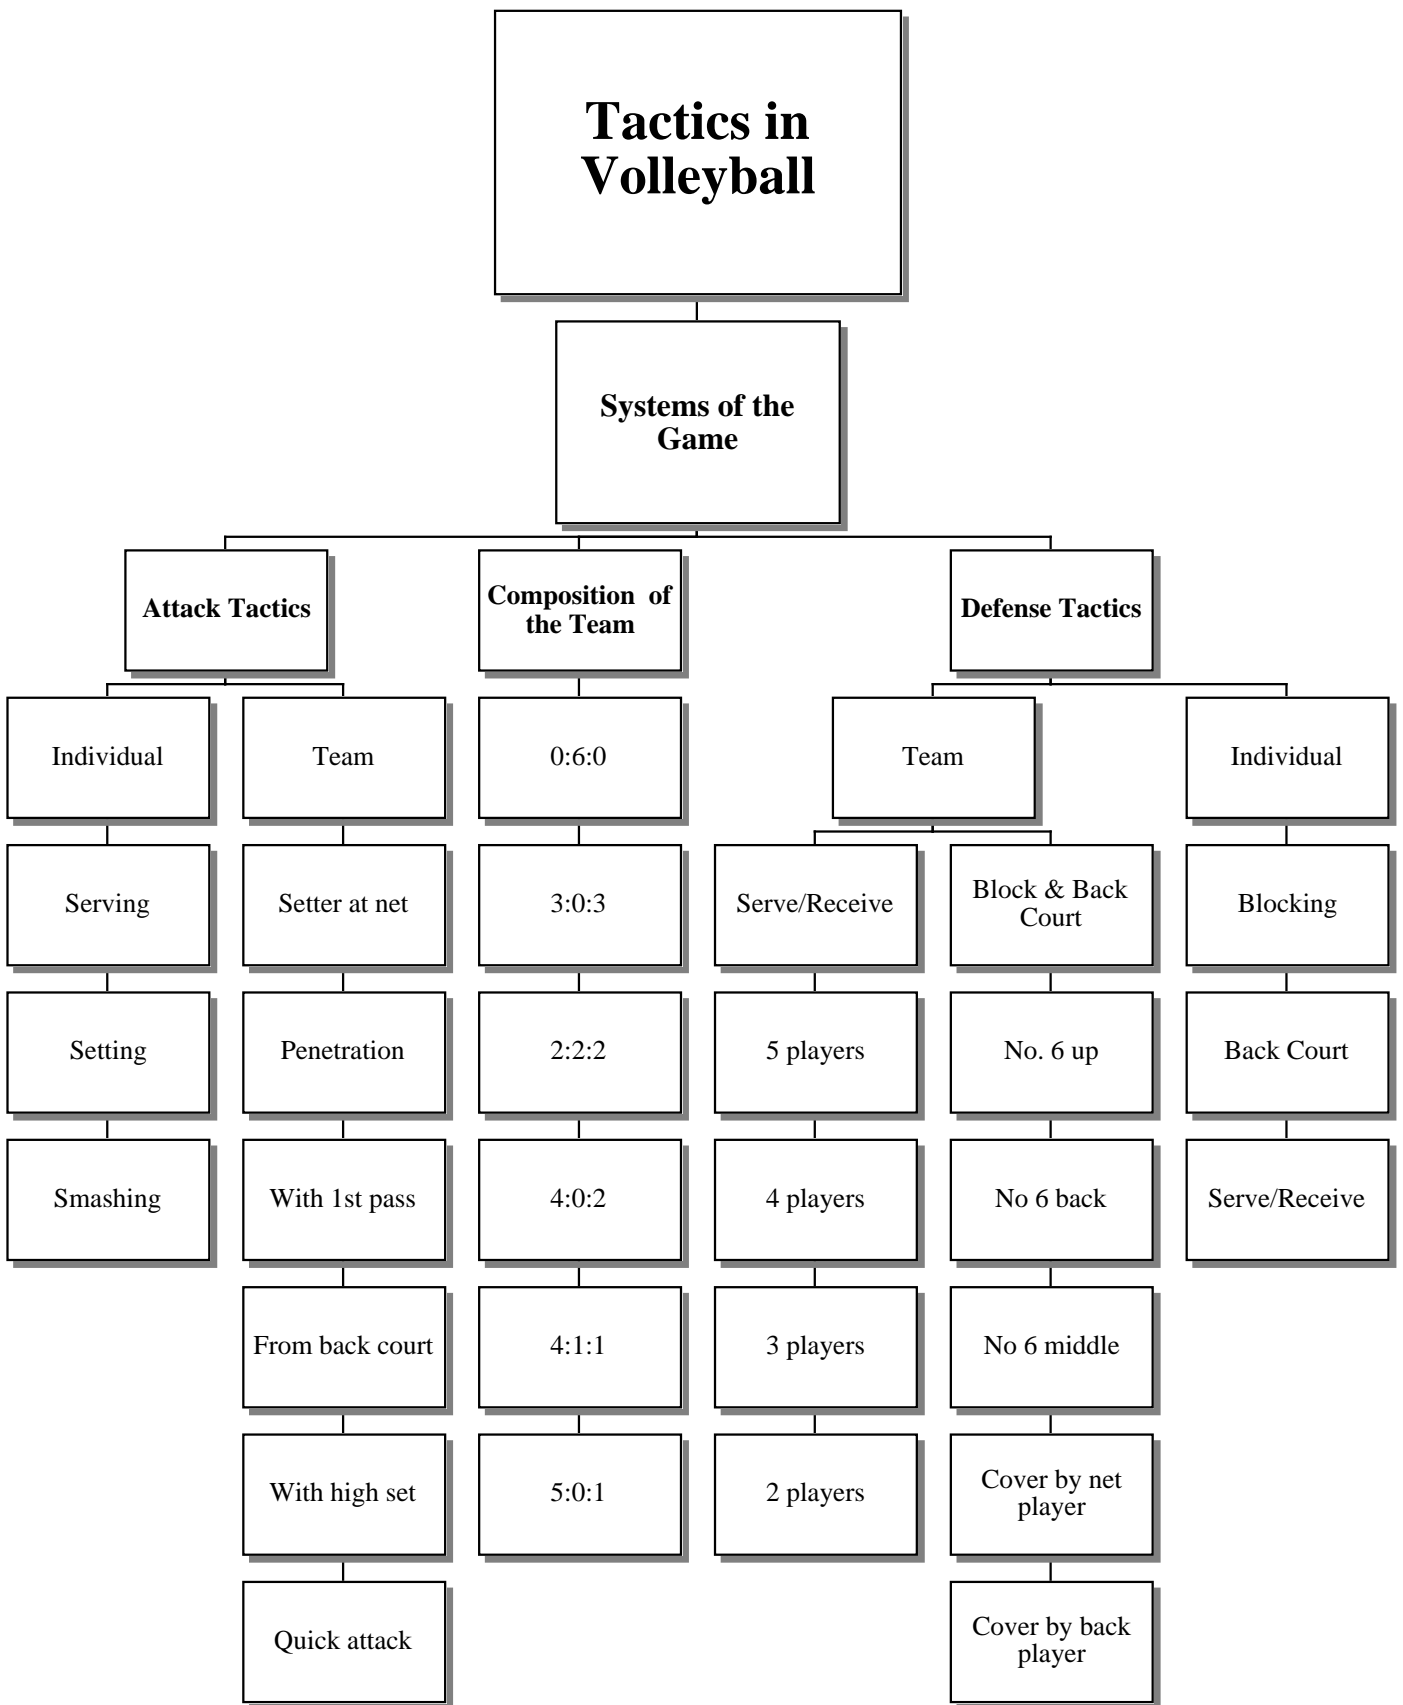 Tactics in
Volleyball
Systems of the
Game
Attack Tactics
Composition of
the Team
Defense Tactics
Individual
Team
0:6:0
Team
Individual
Serving
Setter at net
3:0:3
Serve/Receive
Block & Back
Court
Blocking
Setting
Penetration
2:2:2
5 players
No. 6 up
Back Court
Smashing
With 1st pass
4:0:2
4 players
No 6 back
Serve/Receive
From back court
4:1:1
3 players
No 6 middle
With high set
5:0:1
2 players
Cover by net
player
Quick attack
Cover by back
player